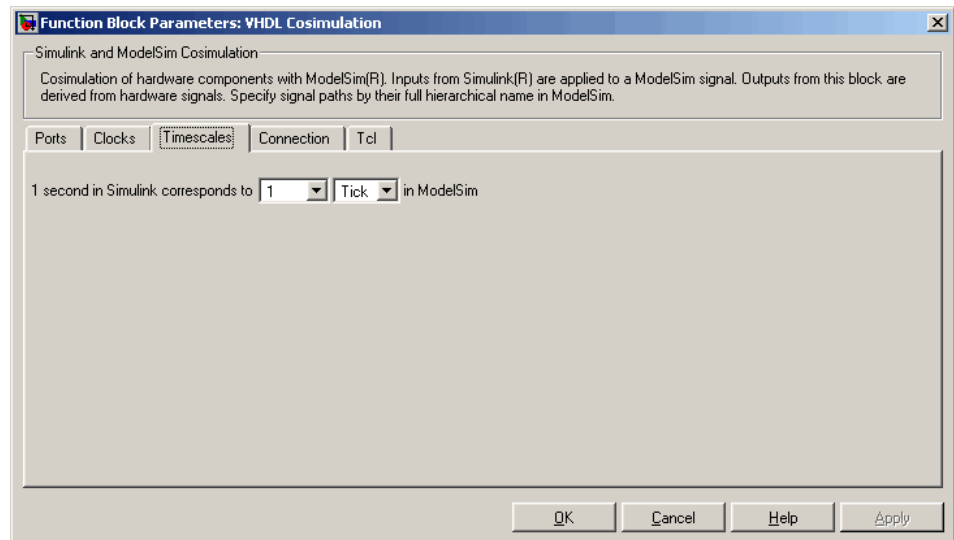 Function Block Parameters: VHDL Cosimulation
Simulink and ModelSim Cosimulation
Cosimulation of hardware components with ModelSim(R). Inputs from Simulink(R) are applied to a ModelSim signal. Outputs from this block are
derived from hardware signals. Specify signal paths by their full hierarchical name in ModelSim.
Ports Clocks Timescales Connection Tcl
1 second in Simulink corresponds to 1 Tick in ModelSim
OK Cancel Help Apply